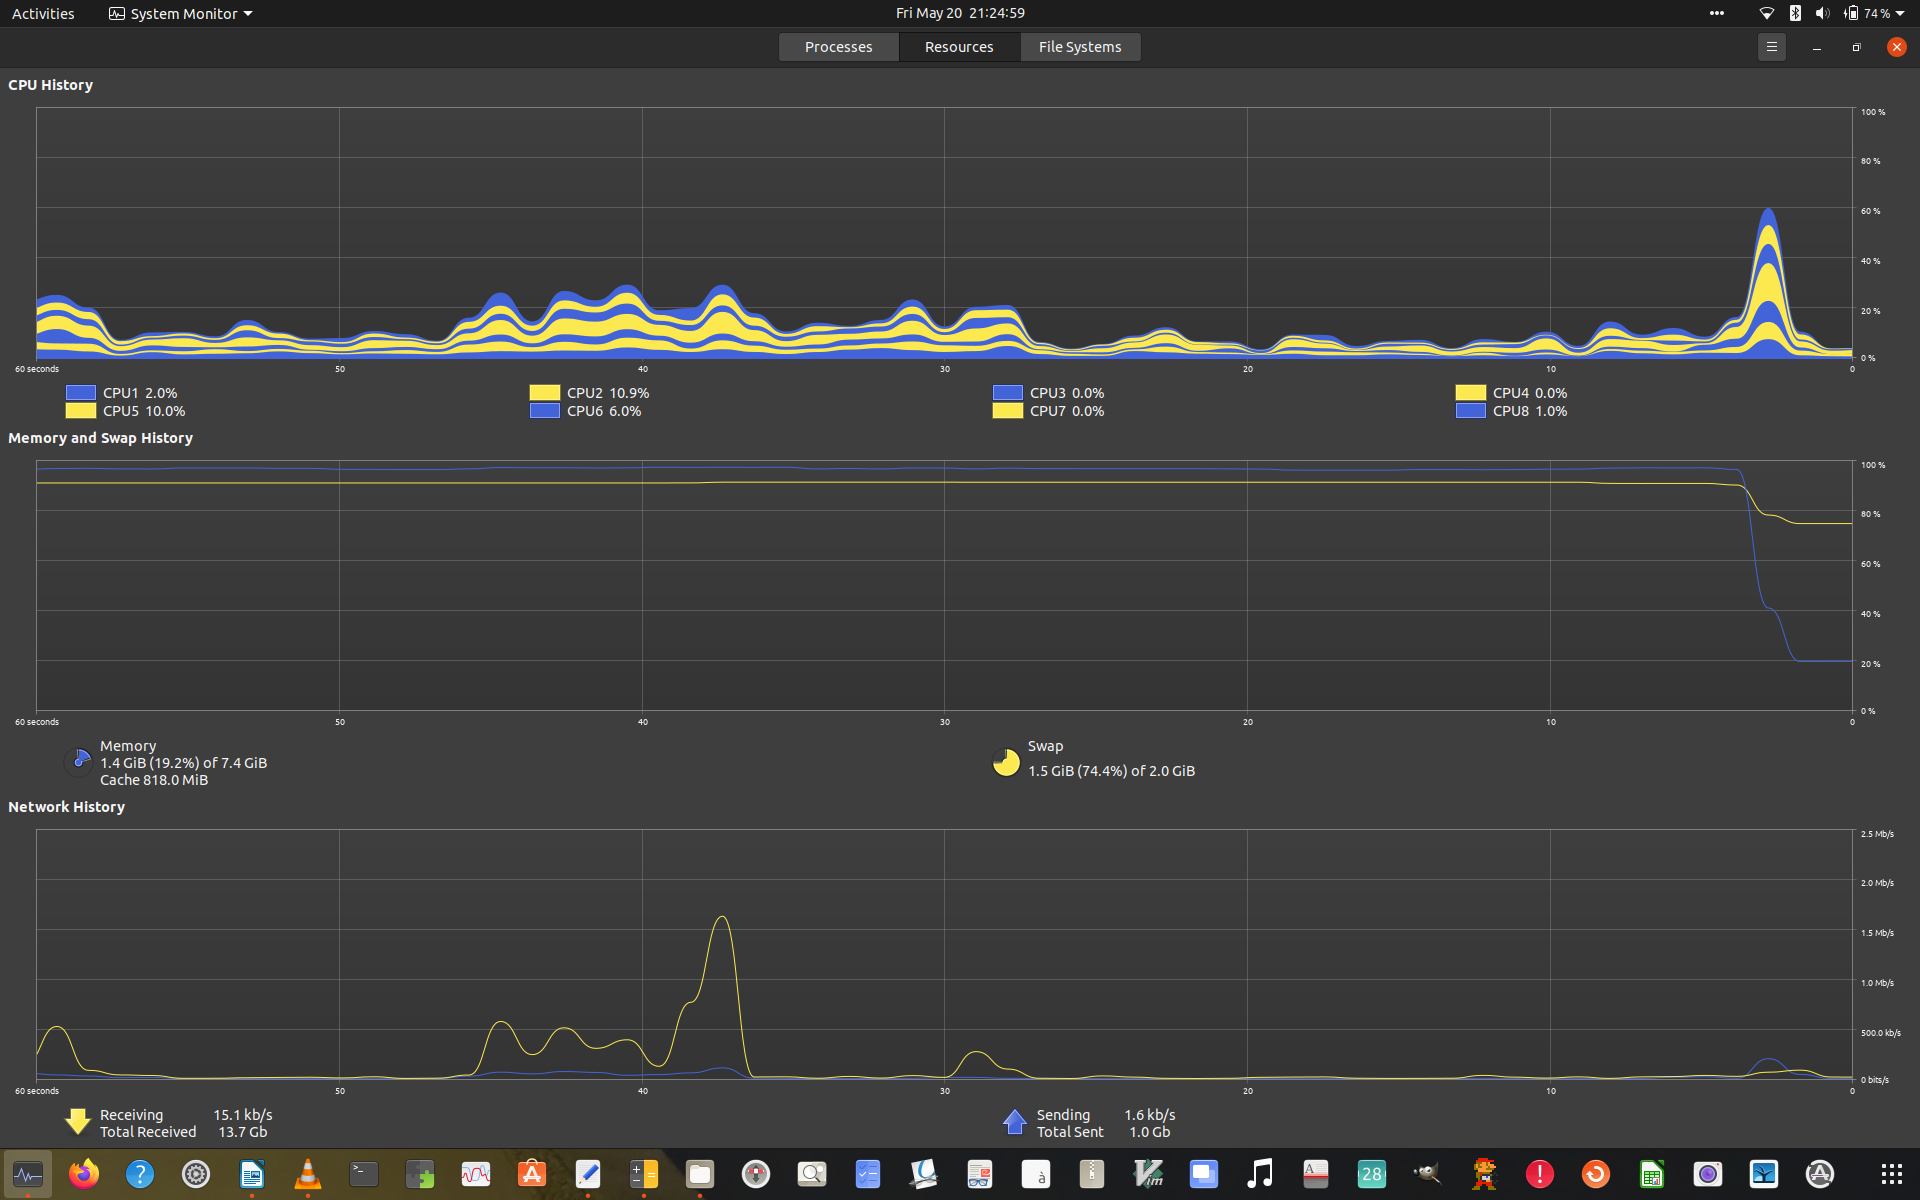 Activities System Monitor Fri May 20 21:24:59 74 %
Processes Resources File Systems
CPU History
100 %
80 %
60 %
40 %
20 %
0 %
60 seconds 50 40 30 20 10 0
CPU1 2.0% CPU2 10.9% CPU3 0.0% CPU4 0.0%
CPU5 10.0% CPU6 6.0% CPU7 0.0% CPU8 1.0%
Memory and Swap History
100 %
80 %
60 %
40 %
20 %
0 %
60 seconds 50 40 30 20 10 0
Memory
1.4 GiB (19.2%) of 7.4 GiB
Cache 818.0 MiB
Swap
1.5 GiB (74.4%) of 2.0 GiB
Network History
2.5 Mb/s
2.0 Mb/s
1.5 Mb/s
1.0 Mb/s
500.0 kb/s
0 bits/s
60 seconds 50 40 30 20 10 0
Receiving 15.1 kb/s
Total Received 13.7 Gb
Sending 1.6 kb/s
Total Sent 1.0 Gb
? >_ A à Vim A 28 ! A